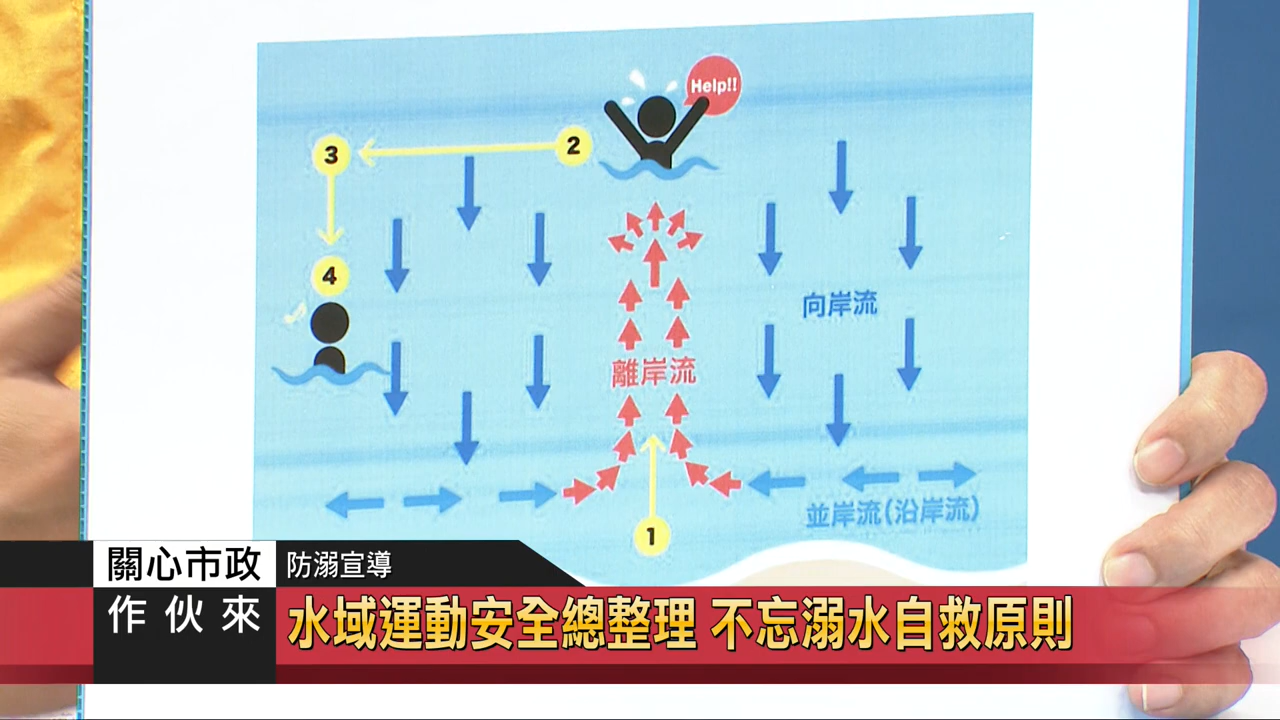 Help!!
3
2
4
向岸流
離岸流
並岸流(沿岸流)
1
關心市政
防溺宣導
作伙來
水域運動安全總整理 不忘溺水自救原則